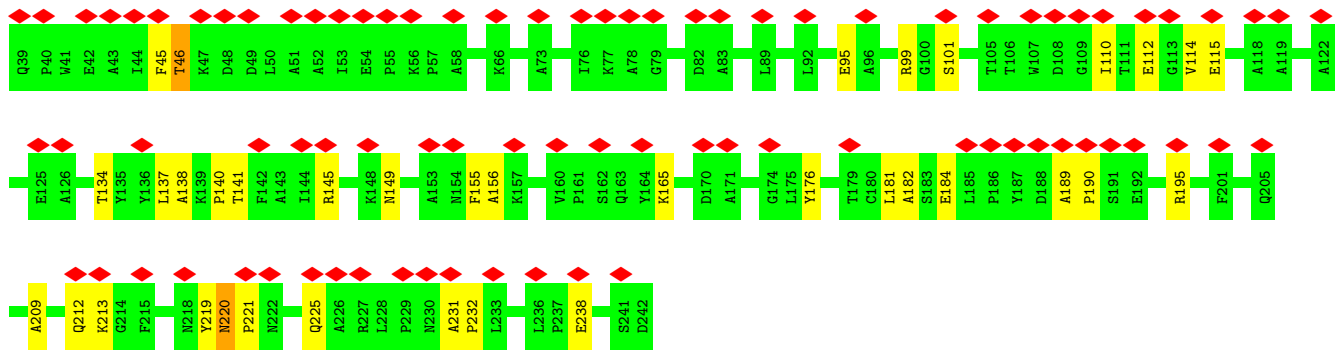 Q39 P40 W41 E42 A43 I44 F45 T46 K47 D48 D49 L50 A51 A52 I53 E54 P55 K56 P57 A58 K66 A73 I76 K77 A78 G79 D82 A83 L89 L92 E95 A96 R99 G100 S101 T105 T106 W107 D108 G109 I110 T111 E112 G113 V114 E115 A118 A119 A122
E125 A126 T134 Y135 Y136 L137 A138 K139 P140 T141 F142 A143 I144 R145 K148 N149 A153 N154 F155 A156 K157 V160 P161 S162 Q163 Y164 K165 D170 A171 G174 L175 Y176 T179 C180 L181 A182 S183 E184 L185 P186 Y187 D188 A189 P190 S191 E192 R195 F201 Q205
A209 Q212 K213 G214 F215 N218 Y219 N220 P221 N222 Q225 A226 R227 L228 P229 N230 A231 P232 L233 L236 P237 E238 S241 D242